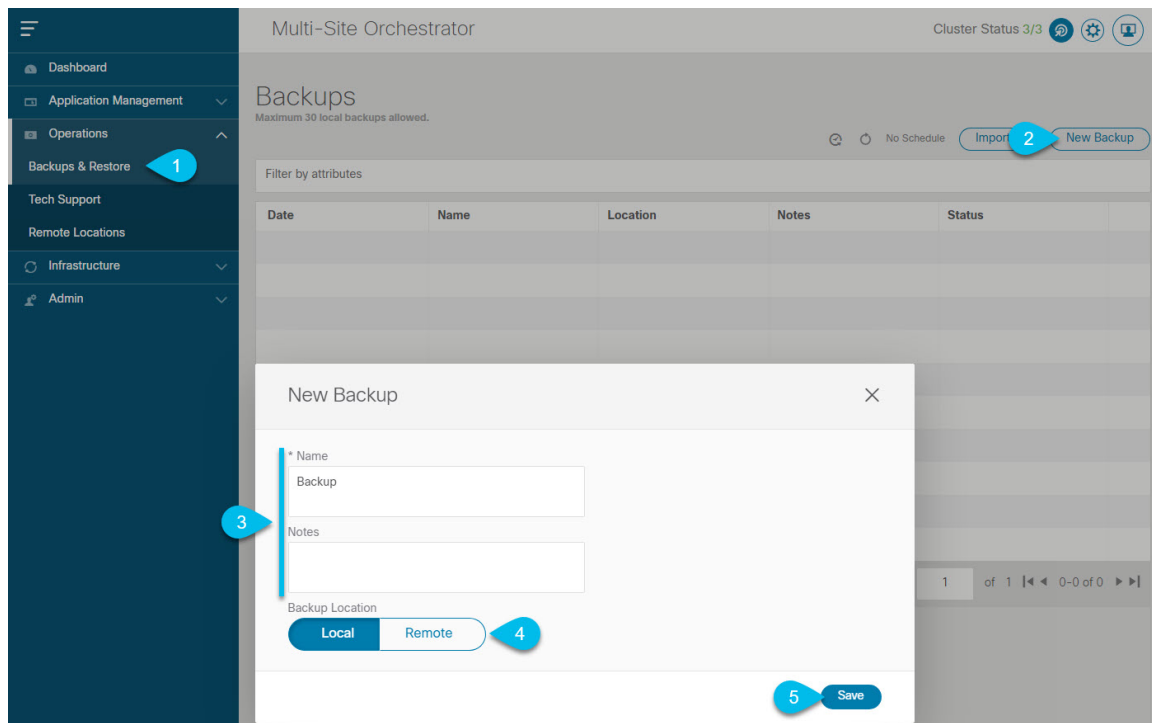 Multi-Site Orchestrator
Cluster Status 3/3
Dashboard
Application Management
Operations
Backups & Restore
1
Tech Support
Remote Locations
Infrastructure
Admin
Backups
Maximum 30 local backups allowed.
No Schedule
Import
2
New Backup
Filter by attributes
Date Name Location Notes Status
New Backup
* Name
Backup
3
Notes
Backup Location
Local Remote
4
1 of 1 0-0 of 0
5
Save